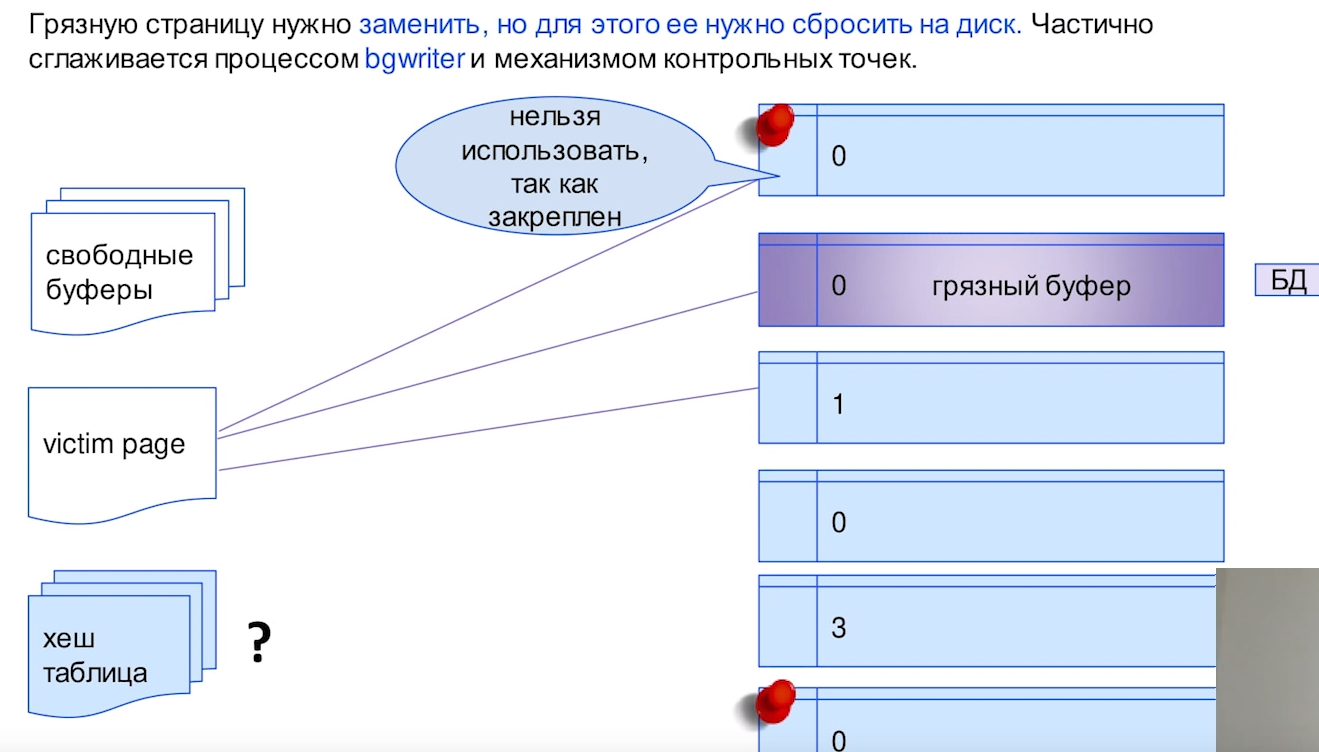 Грязную страницу нужно заменить, но для этого ее нужно сбросить на диск. Частично
сглаживается процессом bgwriter и механизмом контрольных точек.
нельзя
использовать,
так как
закреплен
0
свободные
буферы
0
грязный буфер
БД
1
victim page
0
3
хеш
таблица
?
0